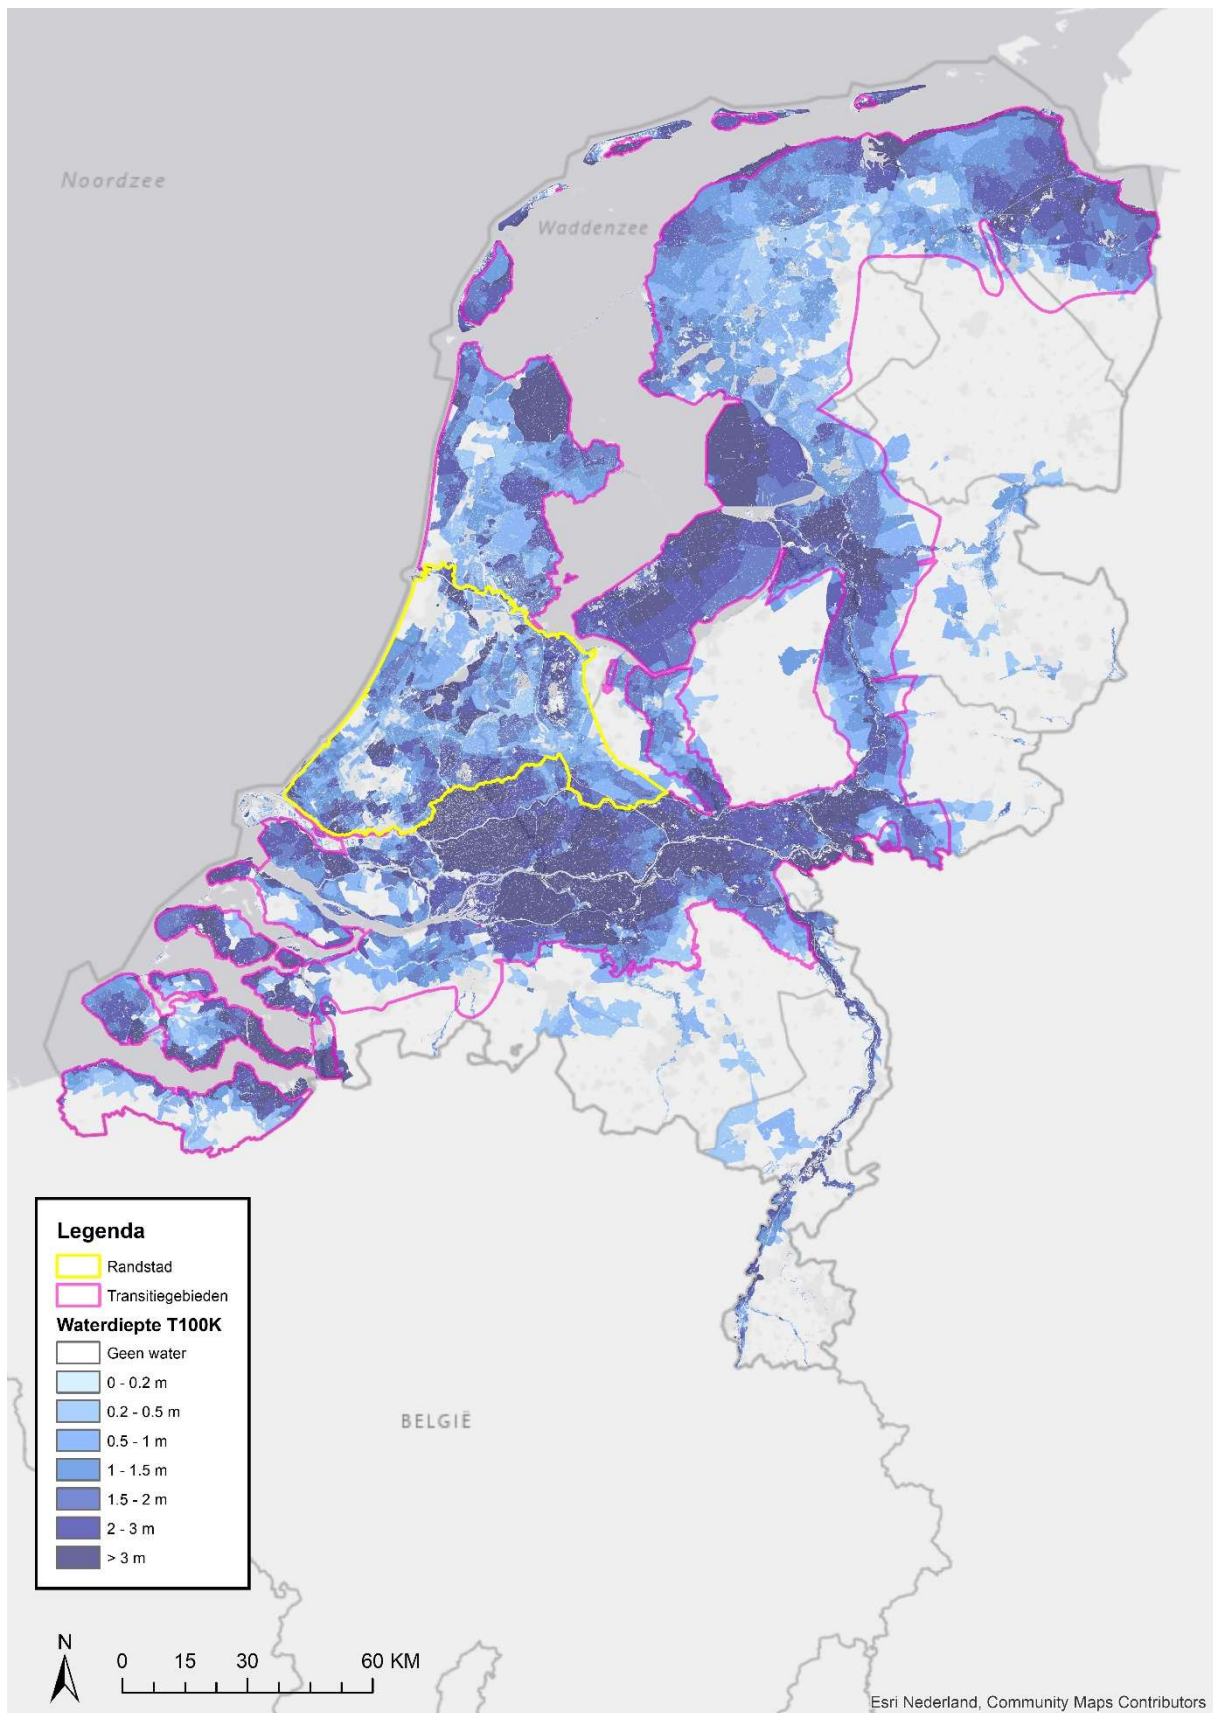 Noordzee
Waddenzee
Legenda
Randstad
Transitiegebieden
Waterdiepte T100K
Geen water
0 - 0.2 m
0.2 - 0.5 m
0.5 - 1 m
1 - 1.5 m
1.5 - 2 m
2 - 3 m
> 3 m
BELGIË
N
0 15 30 60 KM
Esri Nederland, Community Maps Contributors